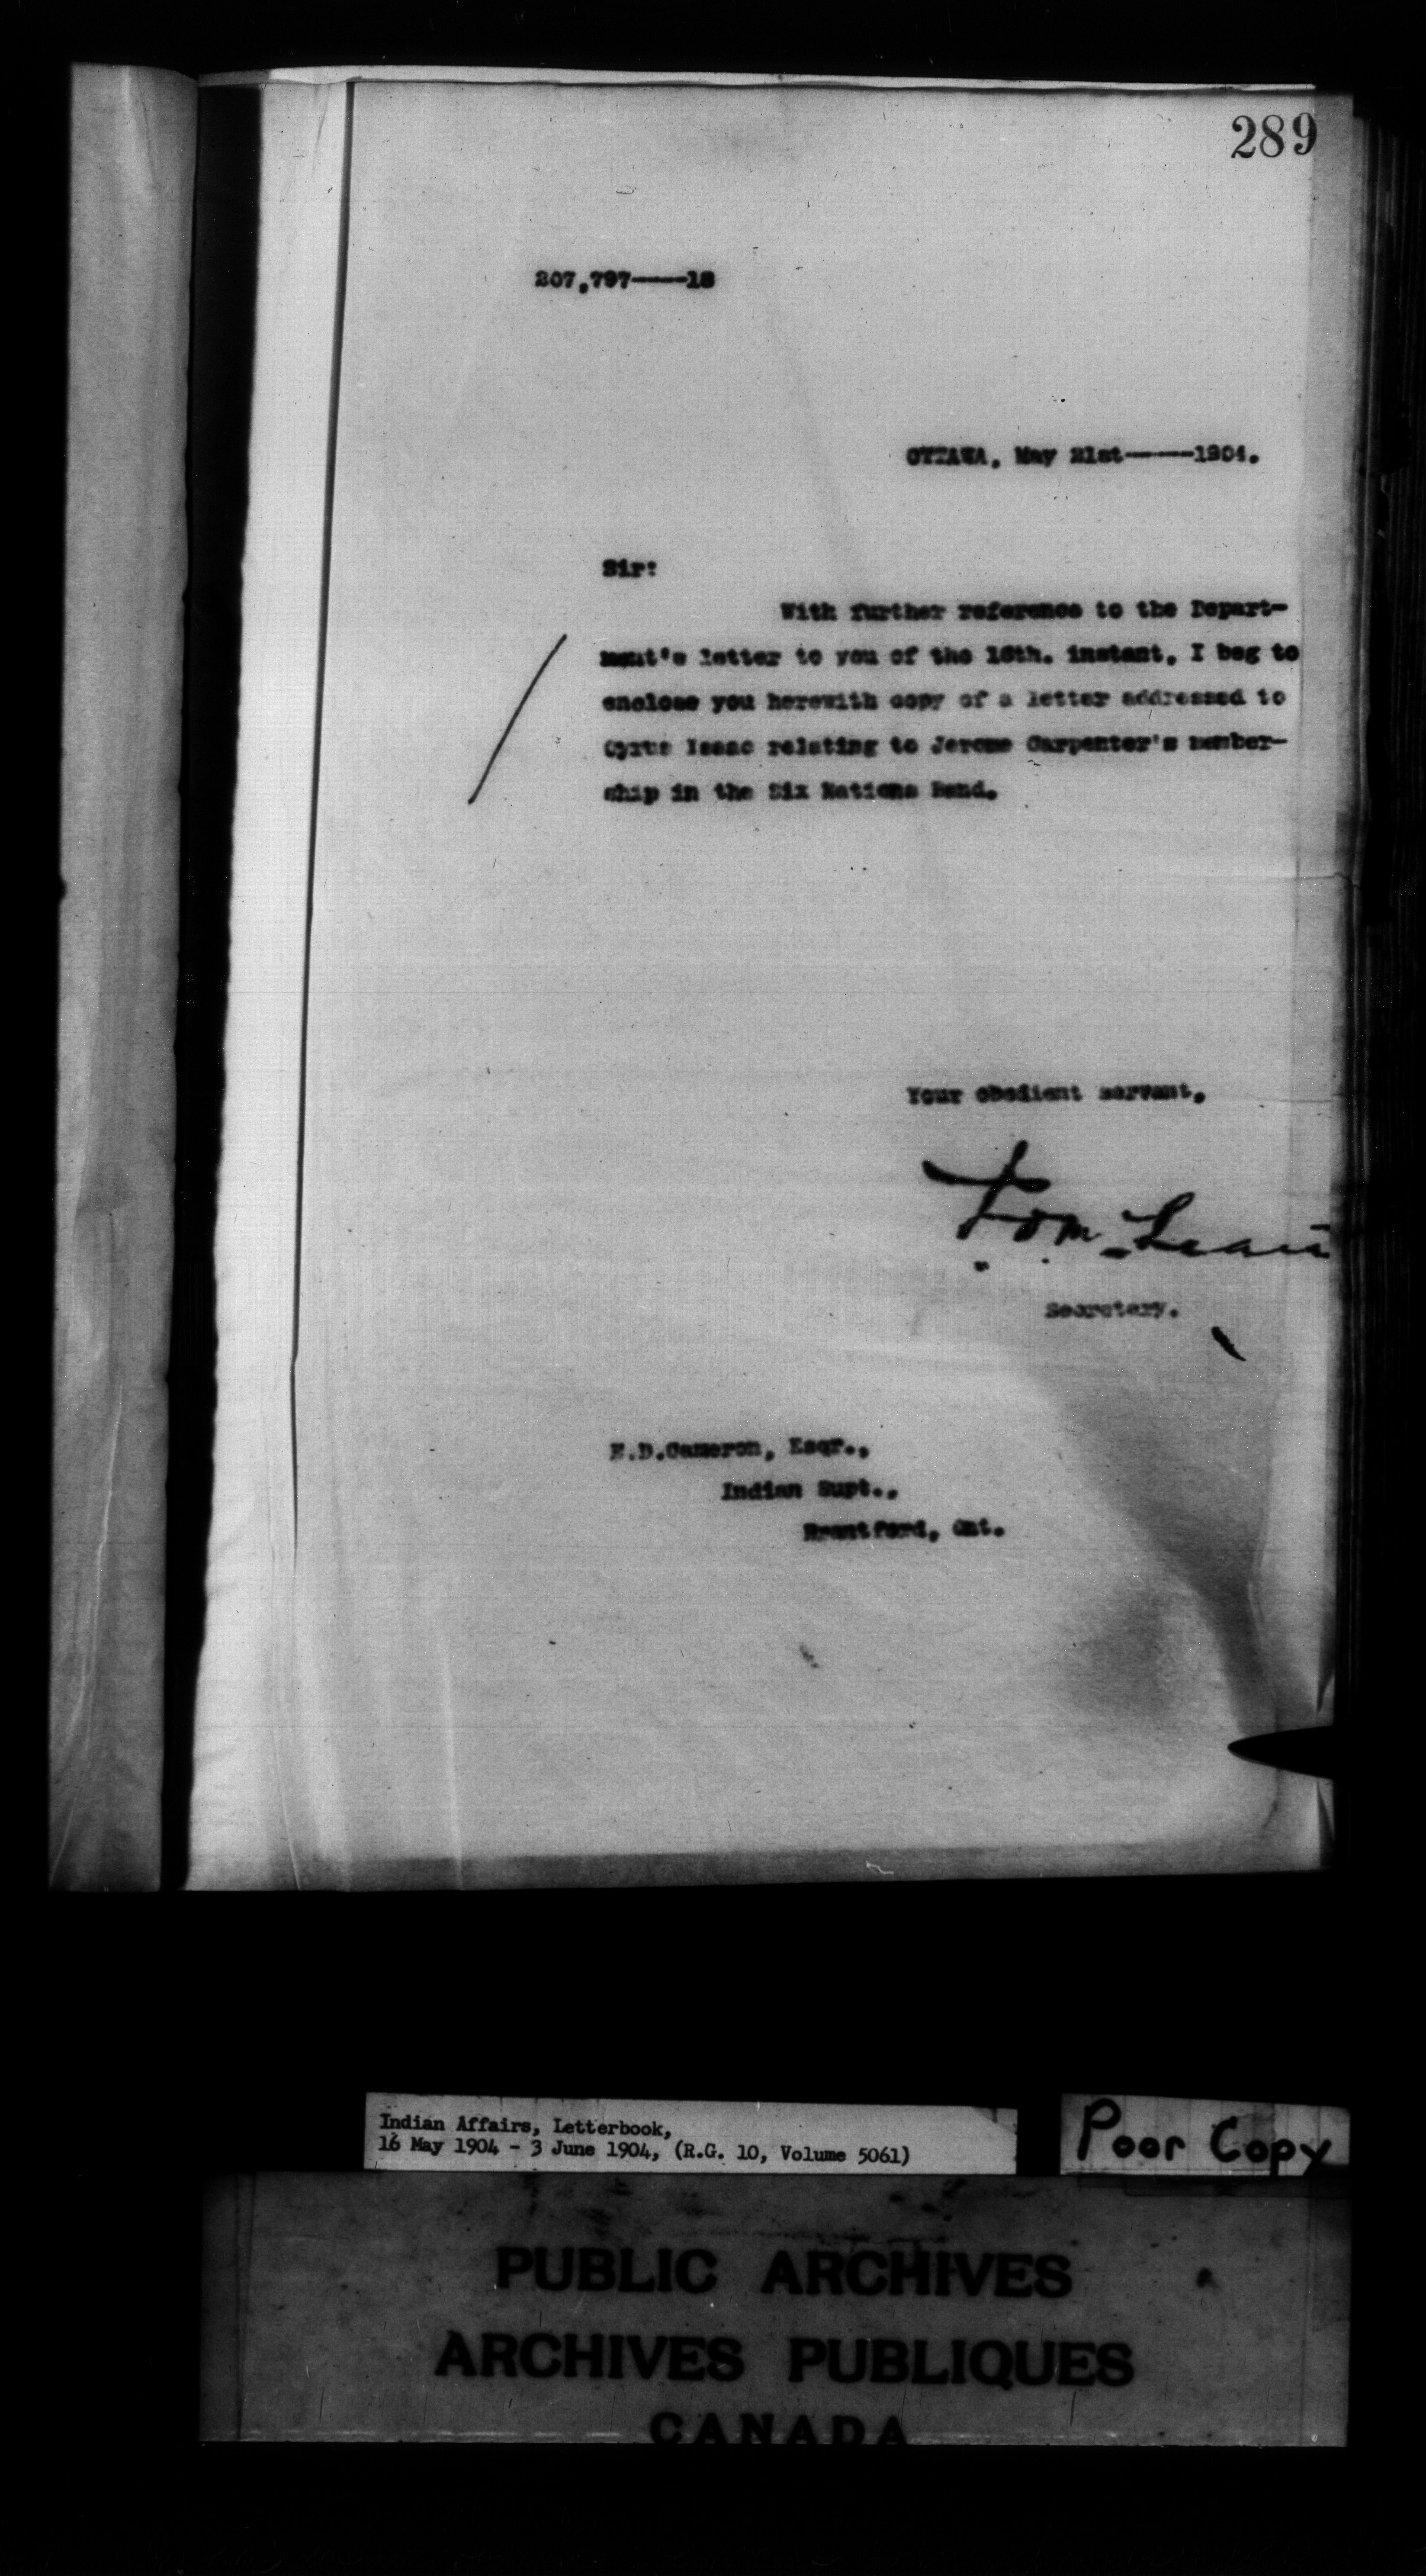 289
207,797-----18
OTTAWA, May 21st-----1904.
Sir:
With further reference to the Depart-
ment's letter to you of the 16th. instant, I beg to
enclose you herewith copy of a letter addressed to
Cyrus Isaac relating to Jerome Carpenter's member-
ship in the Six Nations Band.
Your obedient servant,
Secretary.
E.D.Cameron, Esqr.,
Indian Supt.,
Brantford, Ont.
Indian Affairs, Letterbook,
16 May 1904 - 3 June 1904, (R.G. 10, Volume 5061)
Poor Copy
PUBLIC ARCHIVES
ARCHIVES PUBLIQUES
CANADA